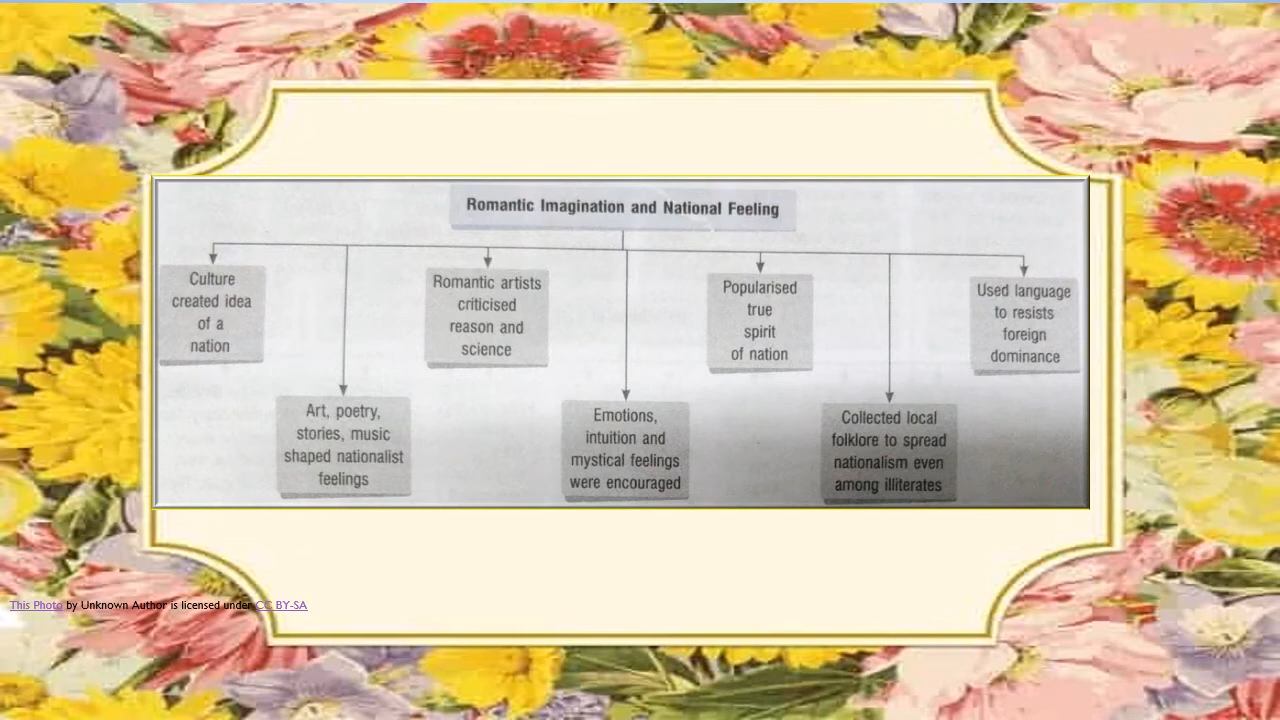 Romantic Imagination and National Feeling
Culture
created idea
of a
nation
Art, poetry,
stories, music
shaped nationalist
feelings
Romantic artists
criticised
reason and
science
Emotions,
intuition and
mystical feelings
were encouraged
Popularised
true
spirit
of nation
Collected local
folklore to spread
nationalism even
among illiterates
Used language
to resists
foreign
dominance
This Photo by Unknown Author is licensed under CC BY-SA